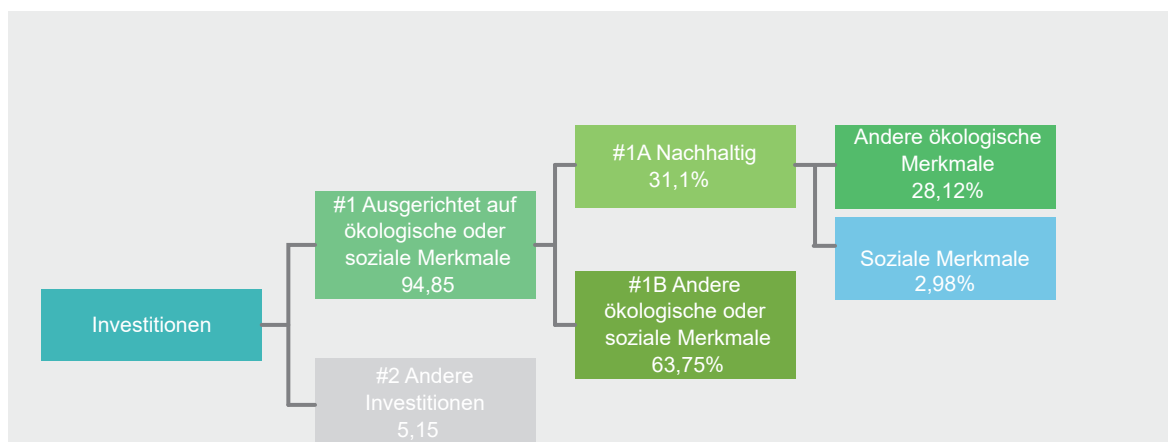 Investitionen
#1 Ausgerichtet auf
ökologische oder
soziale Merkmale
94,85
#2 Andere
Investitionen
5,15
#1A Nachhaltig
31,1%
#1B Andere
ökologische oder
soziale Merkmale
63,75%
Andere ökologische
Merkmale
28,12%
Soziale Merkmale
2,98%